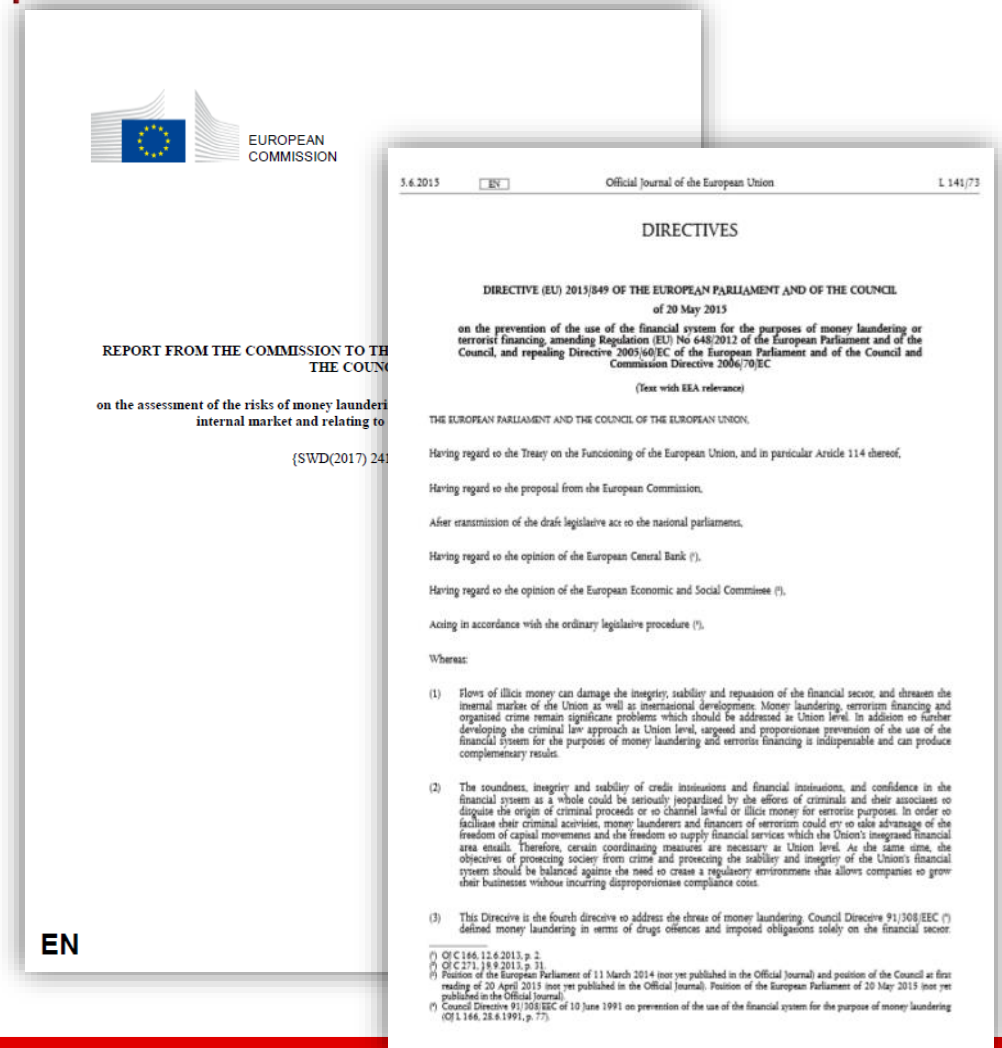 EUROPEAN
COMMISSION
REPORT FROM THE COMMISSION TO TH
THE COUNC
on the assessment of the risks of money launderi
internal market and relating to
{SWD(2017) 241
EN
5.6.2015 EN Official Journal of the European Union L 141/73
DIRECTIVES
DIRECTIVE (EU) 2015/849 OF THE EUROPEAN PARLIAMENT AND OF THE COUNCIL
of 20 May 2015
on the prevention of the use of the financial system for the purposes of money laundering or
terrorist financing, amending Regulation (EU) No 648/2012 of the European Parliament and of the
Council, and repealing Directive 2005/60/EC of the European Parliament and of the Council and
Commission Directive 2006/70/EC
(Text with EEA relevance)
THE EUROPEAN PARLIAMENT AND THE COUNCIL OF THE EUROPEAN UNION,
Having regard to the Treaty on the Functioning of the European Union, and in particular Article 114 thereof,
Having regard to the proposal from the European Commission,
After transmission of the draft legislative act to the national parliaments,
Having regard to the opinion of the European Central Bank (¹),
Having regard to the opinion of the European Economic and Social Committee (²),
Acting in accordance with the ordinary legislative procedure (³),
Whereas:
(1) Flows of illicit money can damage the integrity, stability and reputation of the financial sector, and threaten the
internal market of the Union as well as international development. Money laundering, terrorism financing and
organised crime remain significant problems which should be addressed at Union level. In addition to further
developing the criminal law approach at Union level, targeted and proportionate prevention of the use of the
financial system for the purposes of money laundering and terrorist financing is indispensable and can produce
complementary results.
(2) The soundness, integrity and stability of credit institutions and financial institutions, and confidence in the
financial system as a whole could be seriously jeopardised by the efforts of criminals and their associates to
disguise the origin of criminal proceeds or to channel lawful or illicit money for terrorist purposes. In order to
facilitate their criminal activities, money launderers and financers of terrorism could try to take advantage of the
freedom of capital movements and the freedom to supply financial services which the Union's integrated financial
area entails. Therefore, certain coordinating measures are necessary at Union level. At the same time, the
objectives of protecting society from crime and protecting the stability and integrity of the Union's financial
system should be balanced against the need to create a regulatory environment that allows companies to grow
their businesses without incurring disproportionate compliance costs.
(3) This Directive is the fourth directive to address the threat of money laundering. Council Directive 91/308/EEC (⁴)
defined money laundering in terms of drugs offences and imposed obligations solely on the financial sector.
(¹) OJ C 166, 12.6.2013, p. 2.
(²) OJ C 271, 19.9.2013, p. 31.
(³) Position of the European Parliament of 11 March 2014 (not yet published in the Official Journal) and position of the Council at first
reading of 20 April 2015 (not yet published in the Official Journal). Position of the European Parliament of 20 May 2015 (not yet
published in the Official Journal).
(⁴) Council Directive 91/308/EEC of 10 June 1991 on prevention of the use of the financial system for the purpose of money laundering
(OJ L 166, 28.6.1991, p. 77).